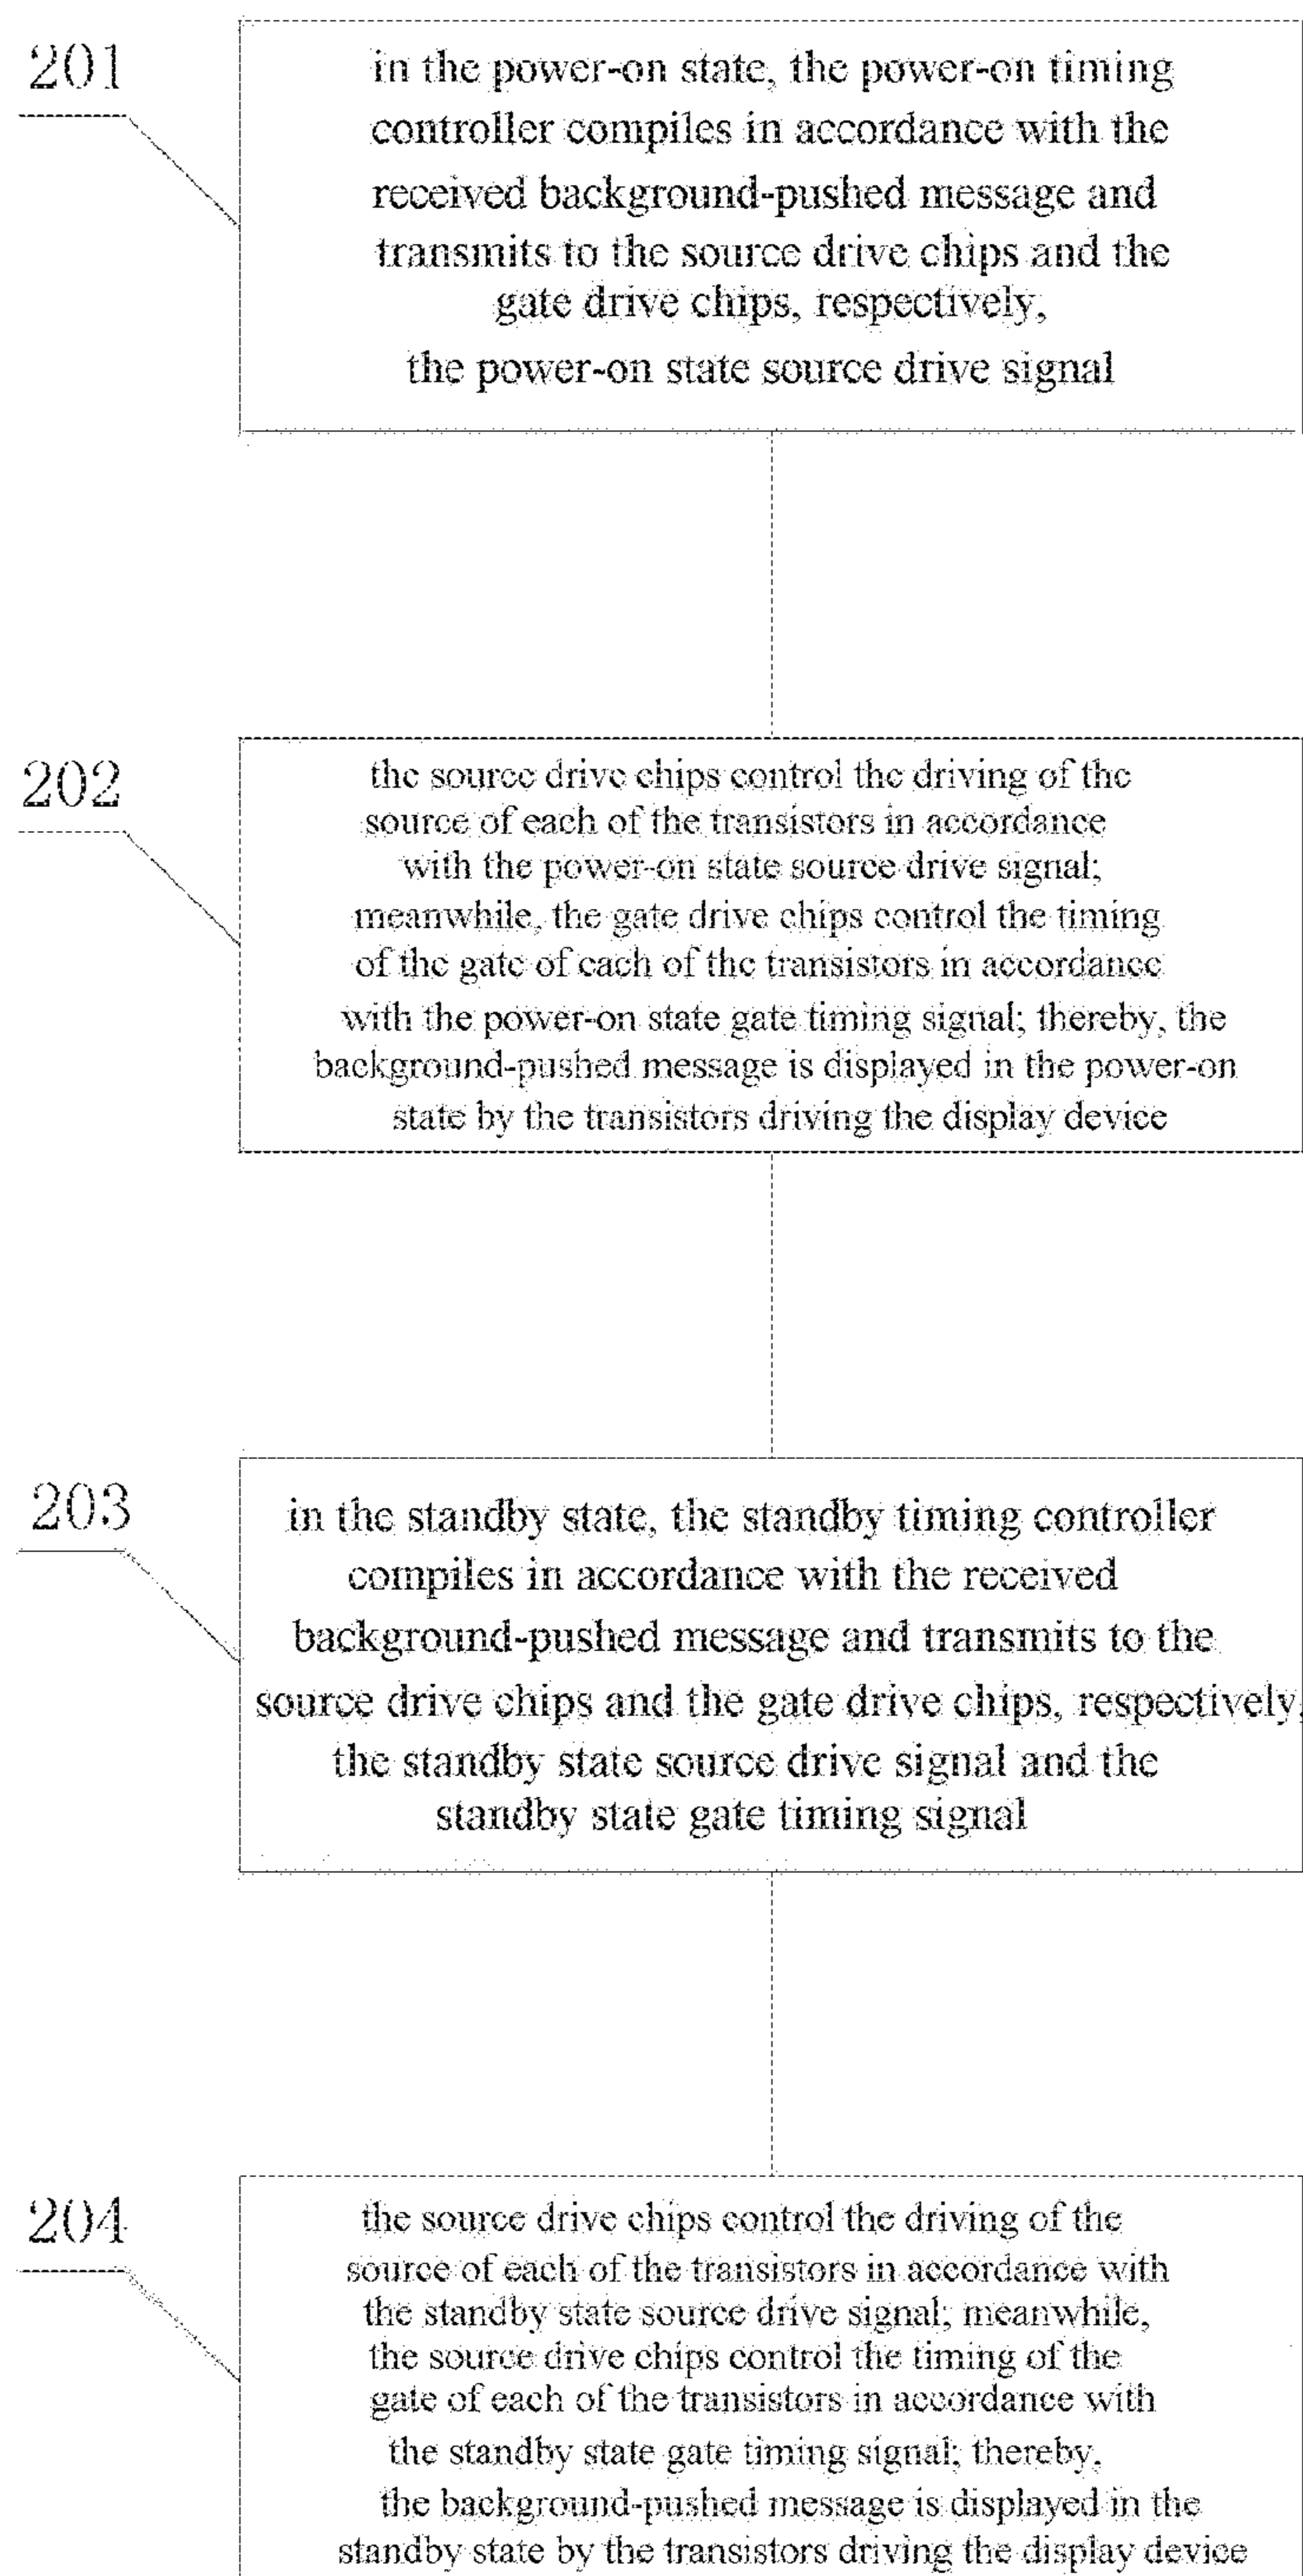 201
in the power-on state, the power-on timing
controller compiles in accordance with the
received background-pushed message and
transmits to the source drive chips and the
gate drive chips, respectively,
the power-on state source drive signal
202
the source drive chips control the driving of the
source of each of the transistors in accordance
with the power-on state source drive signal;
meanwhile, the gate drive chips control the timing
of the gate of each of the transistors in accordance
with the power-on state gate timing signal; thereby, the
background-pushed message is displayed in the power-on
state by the transistors driving the display device
203
in the standby state, the standby timing controller
compiles in accordance with the received
background-pushed message and transmits to the
source drive chips and the gate drive chips, respectively,
the standby state source drive signal and the
standby state gate timing signal
204
the source drive chips control the driving of the
source of each of the transistors in accordance with
the standby state source drive signal; meanwhile,
the source drive chips control the timing of the
gate of each of the transistors in accordance with
the standby state gate timing signal; thereby,
the background-pushed message is displayed in the
standby state by the transistors driving the display device